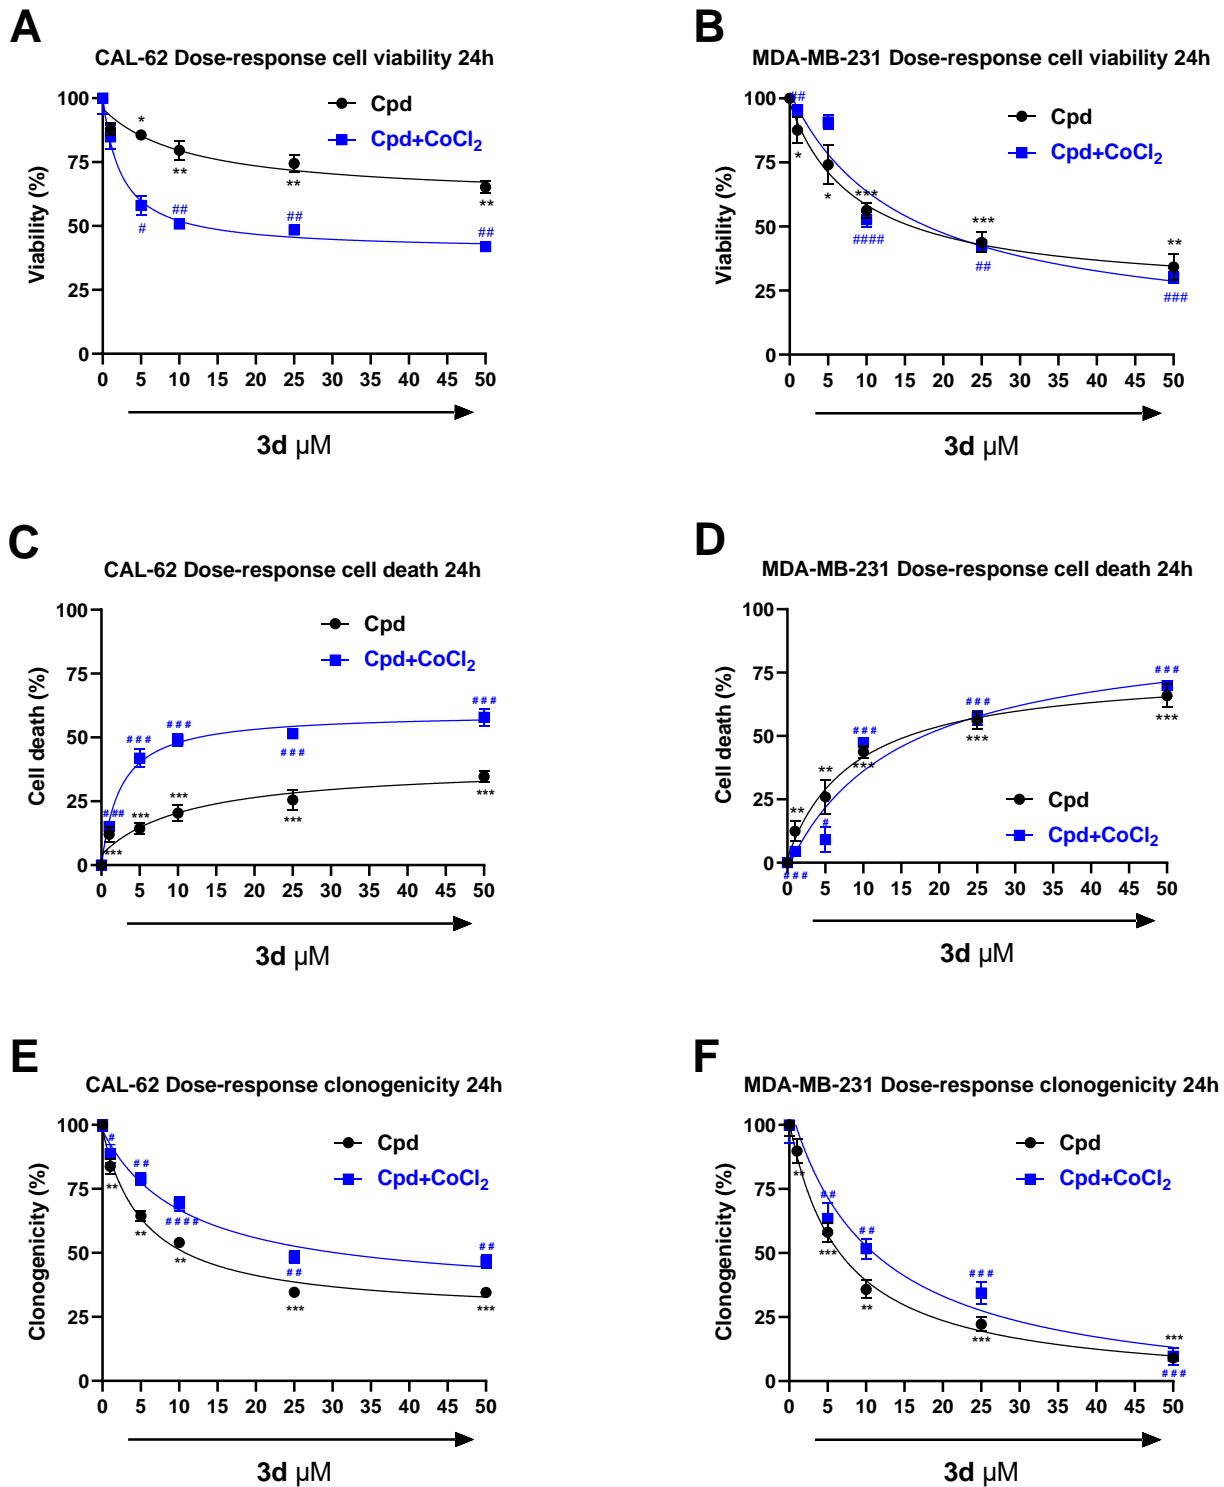 A
CAL-62 Dose-response cell viability 24h
Viability (%)
100
75
50
25
0
Cpd
Cpd+CoCl2
*
**
**
**
#
##
##
##
0 5 10 15 20 25 30 35 40 45 50
3d µM
B
MDA-MB-231 Dose-response cell viability 24h
Viability (%)
100
75
50
25
0
Cpd
Cpd+CoCl2
##
*
*
***
####
***
##
**
###
0 5 10 15 20 25 30 35 40 45 50
3d µM
C
CAL-62 Dose-response cell death 24h
Cell death (%)
100
75
50
25
0
Cpd
Cpd+CoCl2
###
***
###
***
###
***
###
***
###
***
0 5 10 15 20 25 30 35 40 45 50
3d µM
D
MDA-MB-231 Dose-response cell death 24h
Cell death (%)
100
75
50
25
0
Cpd
Cpd+CoCl2
**
###
**
#
###
***
###
***
###
***
0 5 10 15 20 25 30 35 40 45 50
3d µM
E
CAL-62 Dose-response clonogenicity 24h
Clonogenicity (%)
100
75
50
25
0
Cpd
Cpd+CoCl2
#
**
##
**
####
**
##
***
##
***
0 5 10 15 20 25 30 35 40 45 50
3d µM
F
MDA-MB-231 Dose-response clonogenicity 24h
Clonogenicity (%)
100
75
50
25
0
Cpd
Cpd+CoCl2
**
##
***
##
**
###
***
***
###
0 5 10 15 20 25 30 35 40 45 50
3d µM